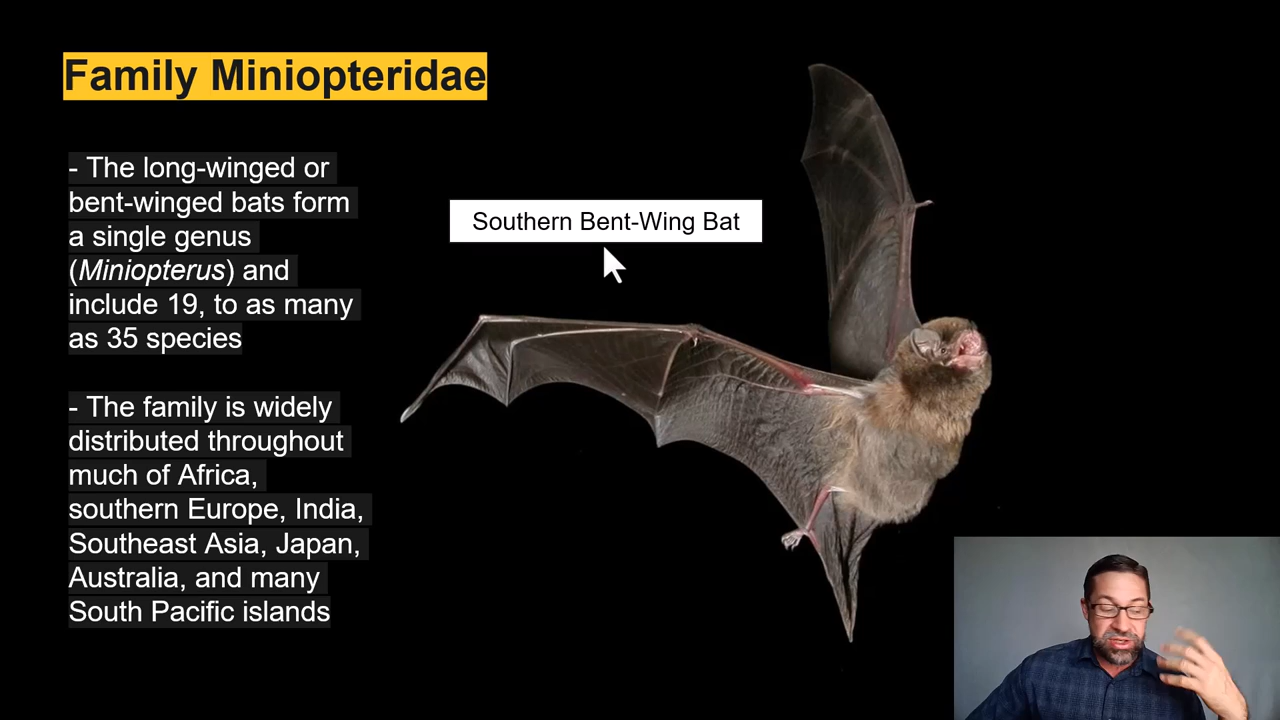 Family Miniopteridae
- The long-winged or
bent-winged bats form
a single genus
(Miniopterus) and
include 19, to as many
as 35 species
Southern Bent-Wing Bat
- The family is widely
distributed throughout
much of Africa,
southern Europe, India,
Southeast Asia, Japan,
Australia, and many
South Pacific islands